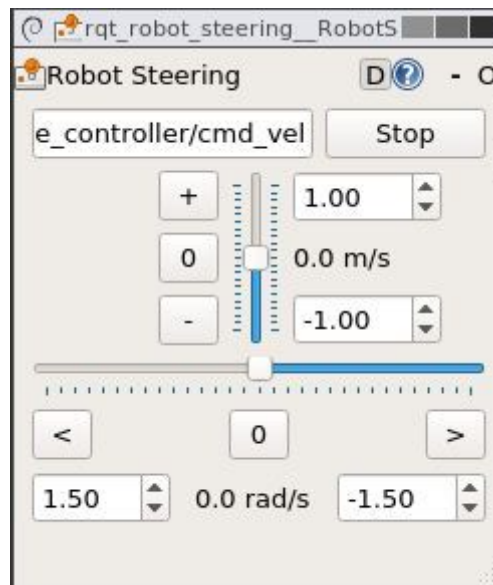 rqt_robot_steering__RobotS
Robot Steering D ? - O
e_controller/cmd_vel Stop
+ 1.00
0 0.0 m/s
- -1.00
< 0 >
1.50 0.0 rad/s -1.50